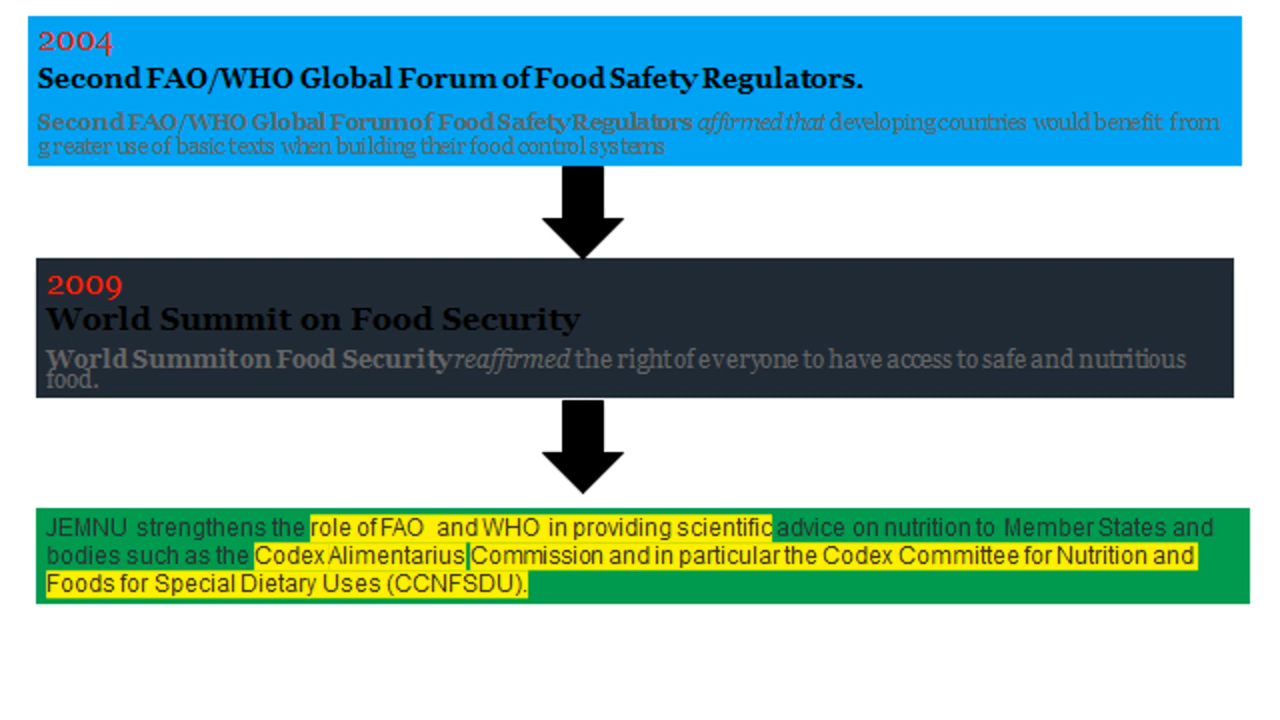 2004
Second FAO/WHO Global Forum of Food Safety Regulators.
Second FAO/WHO Global Forum of Food Safety Regulators affirmed that developing countries would benefit from
greater use of basic texts when building their food control systems
2009
World Summit on Food Security
World Summit on Food Security reaffirmed the right of everyone to have access to safe and nutritious
food.
JEMNU strengthens the role of FAO and WHO in providing scientific advice on nutrition to Member States and
bodies such as the Codex Alimentarius Commission and in particular the Codex Committee for Nutrition and
Foods for Special Dietary Uses (CCNFSDU).